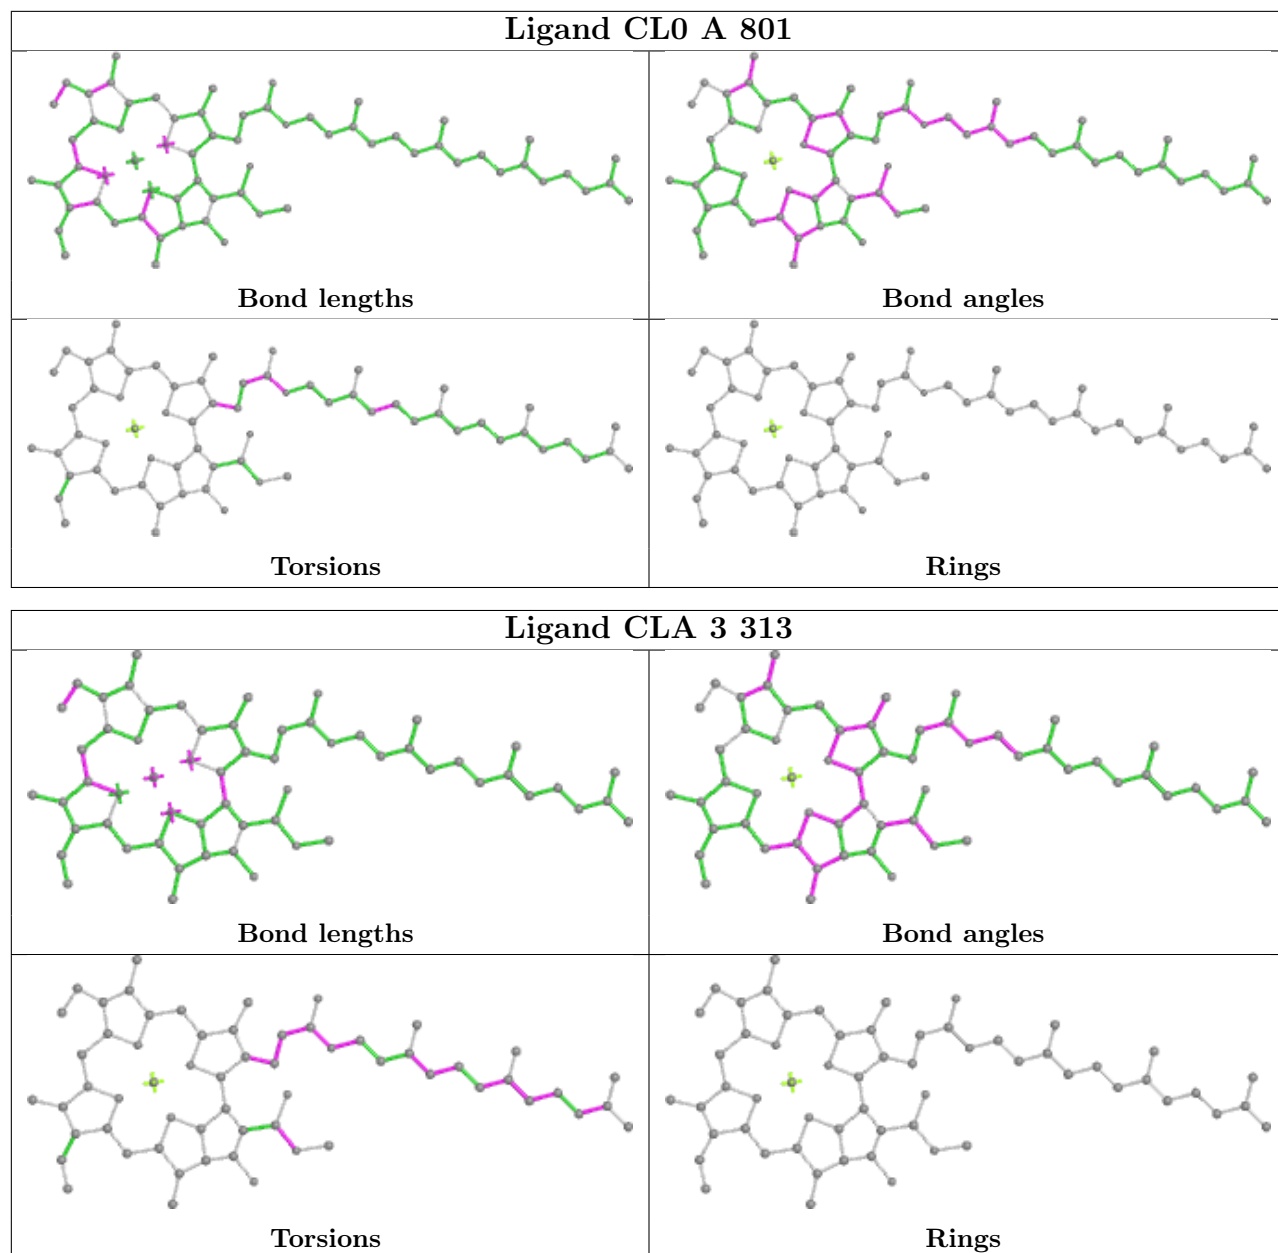 Ligand CL0 A 801
Bond lengths
Bond angles
Torsions
Rings
Ligand CLA 3 313
Bond lengths
Bond angles
Torsions
Rings